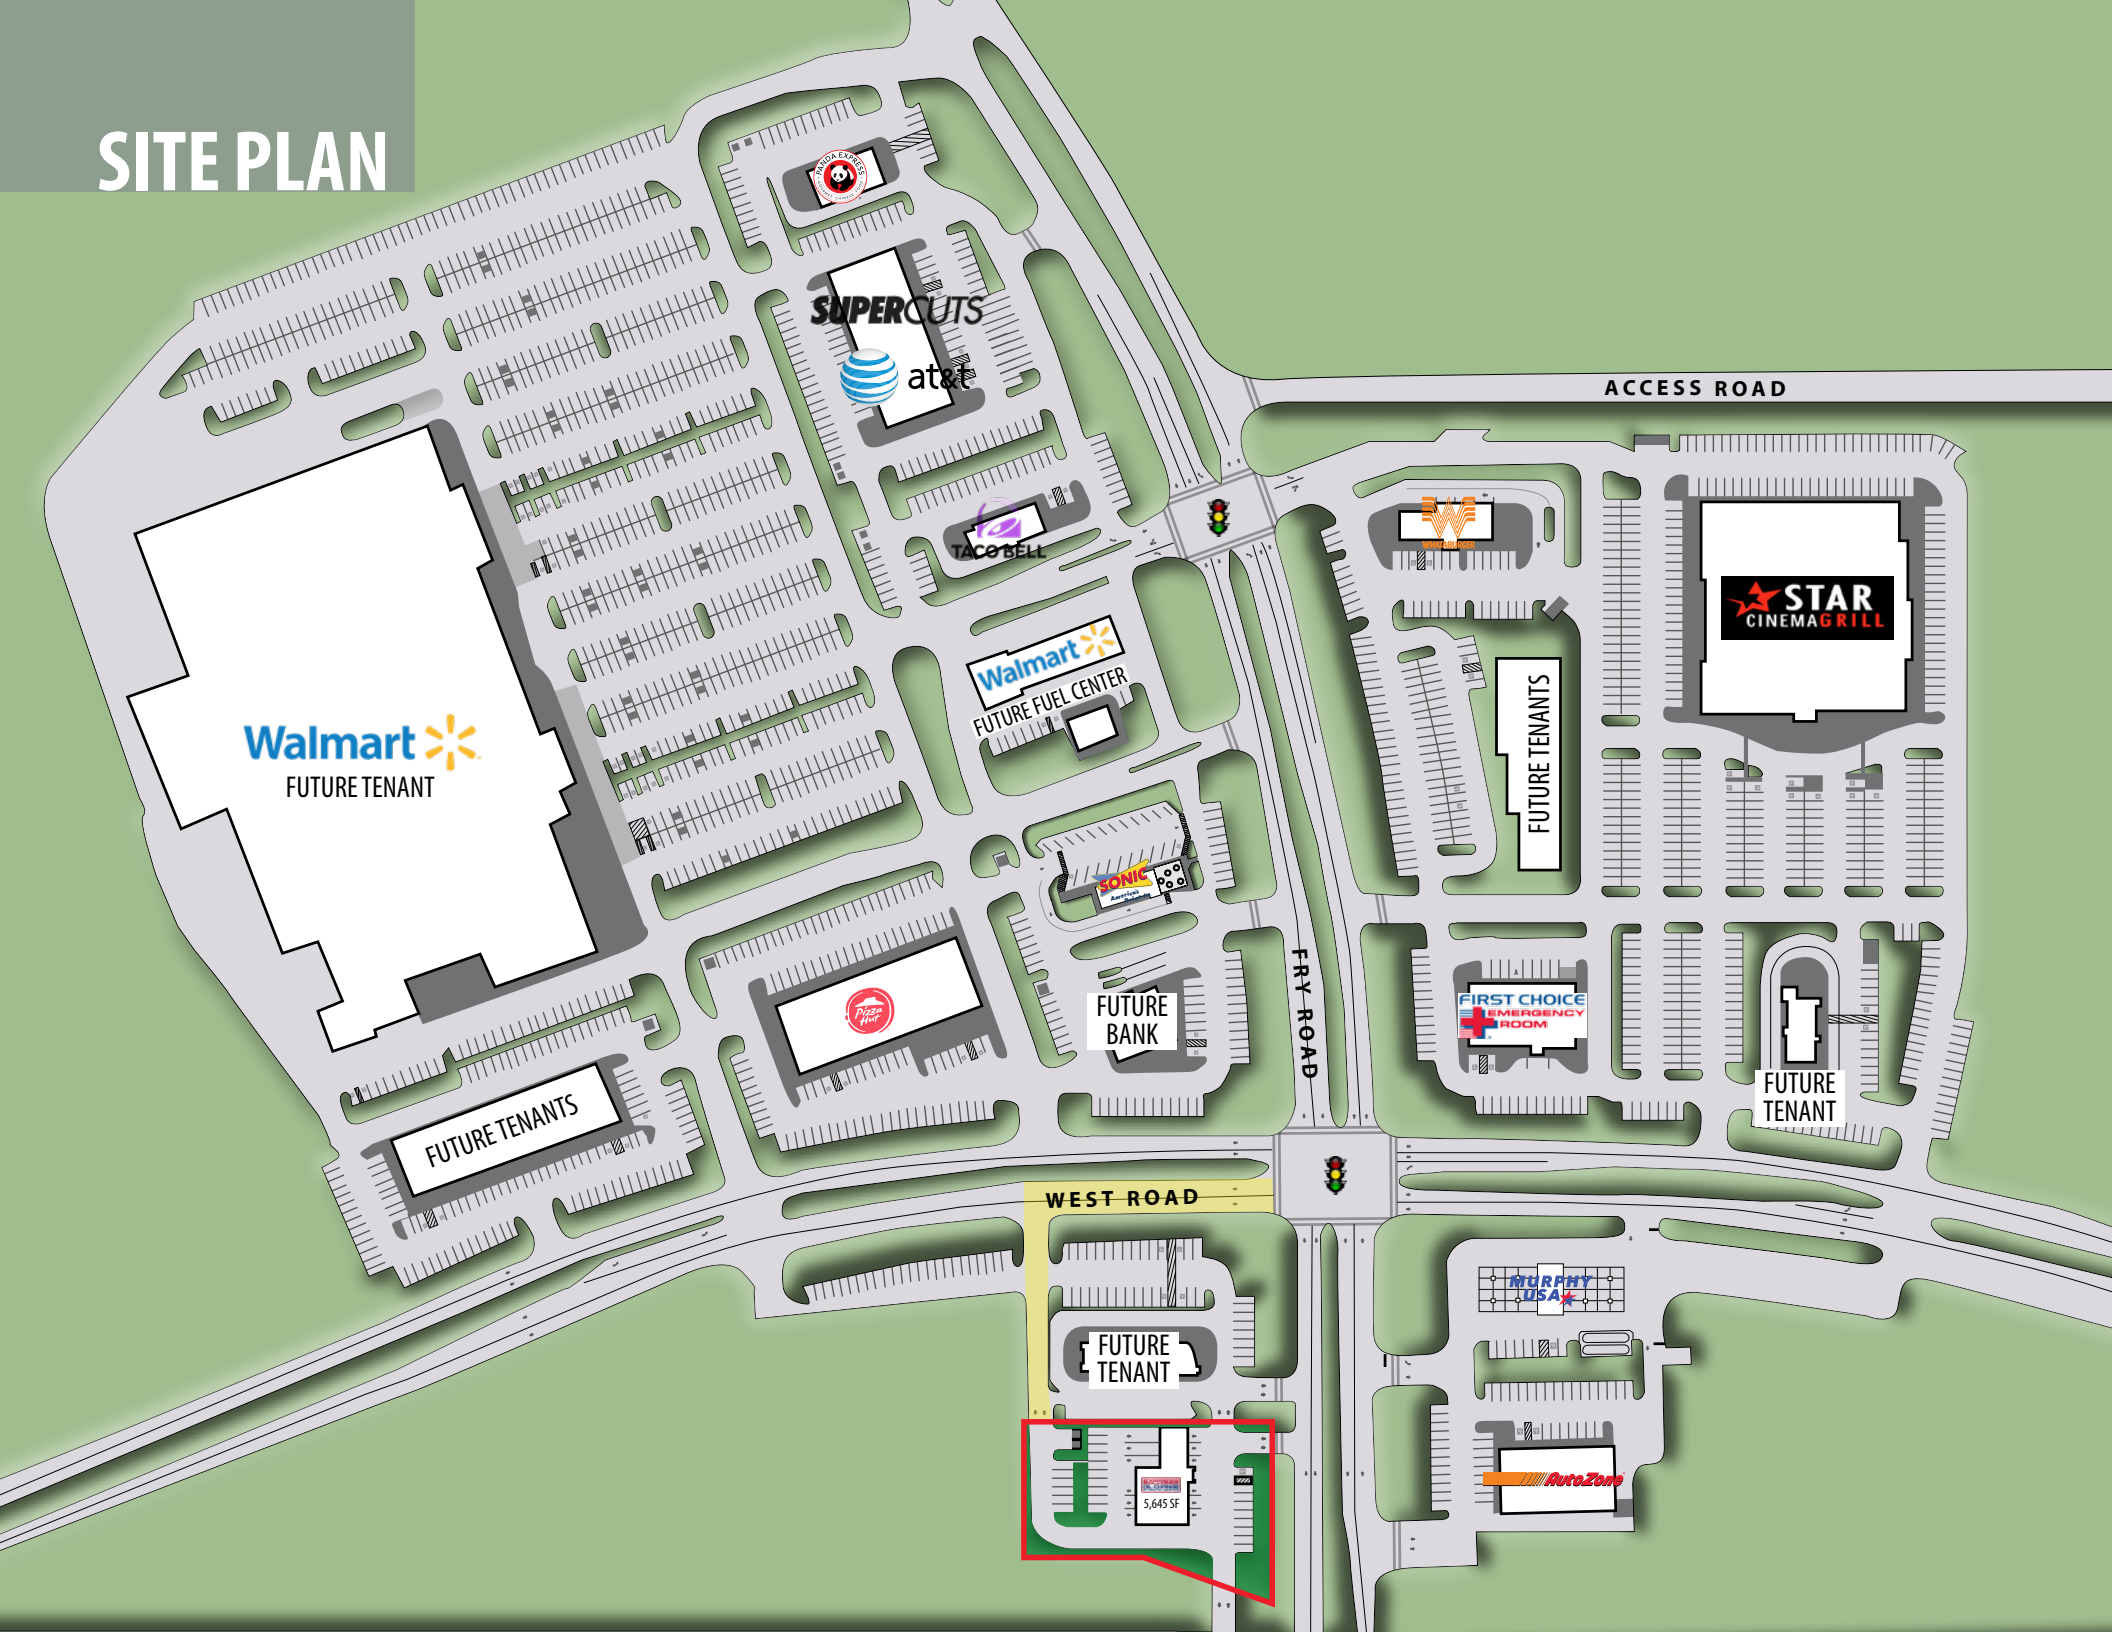 SITE PLAN
PANDA EXPRESS
SUPERCUTS
at&t
ACCESS ROAD
WHATABURGER
TACO BELL
STAR
CINEMAGRILL
Walmart
FUTURE FUEL CENTER
FUTURE TENANTS
Walmart
FUTURE TENANT
SONIC
America's
Pizza
Hut
FUTURE
BANK
FRY ROAD
FIRST CHOICE
EMERGENCY
ROOM
FUTURE
TENANT
FUTURE TENANTS
WEST ROAD
MURPHY
USA
FUTURE
TENANT
AutoZone
5,645 SF